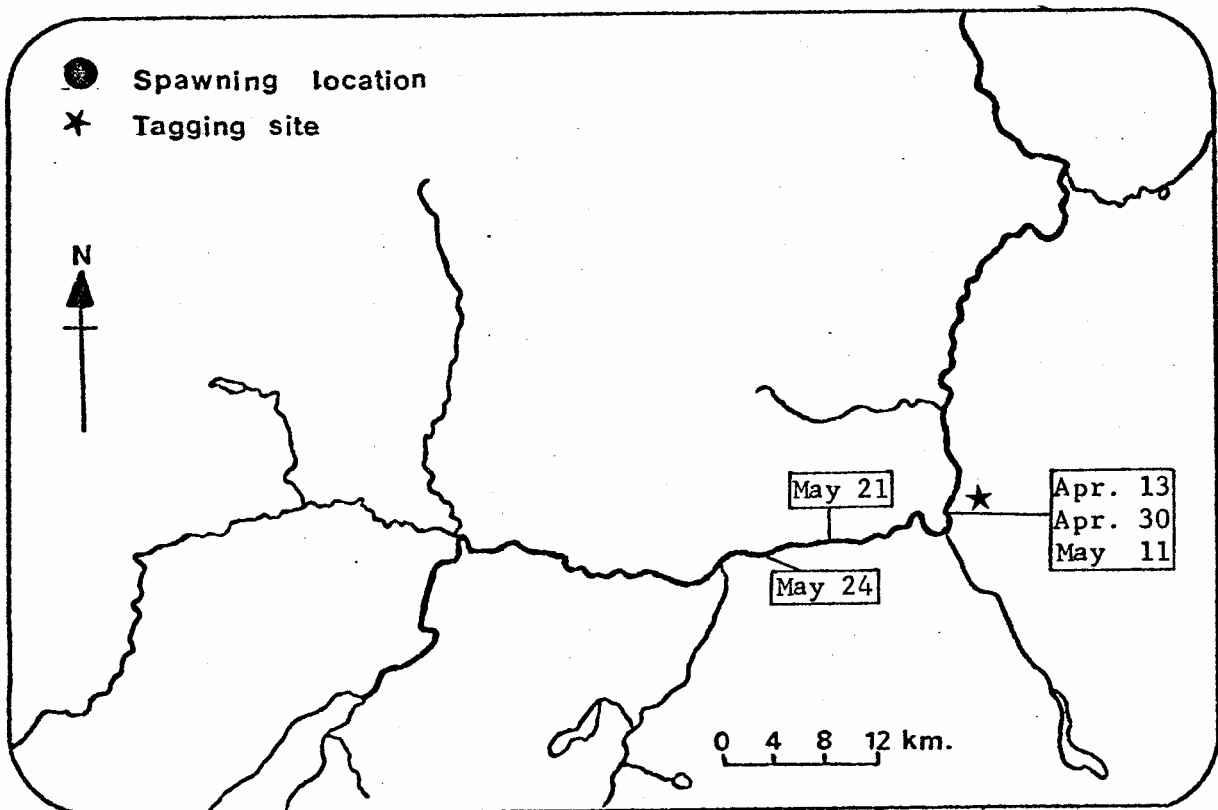 Spawning location
Tagging site
N
May 21
Apr. 13
Apr. 30
May 11
May 24
0 4 8 12 km.